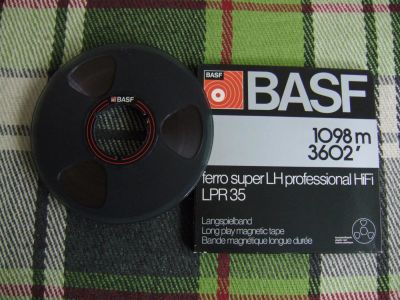 BASF
BASF
BASF
1098 m
3602'
ferro super LH professional HiFi
LPR 35
Langspielband
Long play magnetic tape
Bande magnétique longue durée